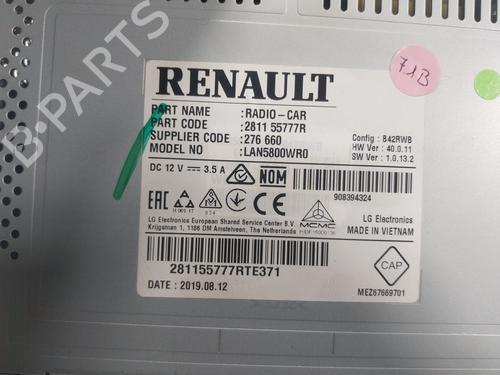 B-PARTS
71B
RENAULT
PART NAME : RADIO-CAR
PART CODE : 2811 55777R
SUPPLIER CODE : 276 660
MODEL NO : LAN5800WR0
Config : B42RWB
HW Ver : 40.0.11
SW Ver : 1.0.13.2
DC 12 V 3.5 A
NOM
908394324
EAC
CE
MCMC
LG Electronics European Shared Service Center B.V.
Krijgsman 1, 1186 DM Amstelveen, The Netherlands
LG Electronics
MADE IN VIETNAM
281155777RTE371
DATE : 2019.08.12
CAP
MEZ67669701